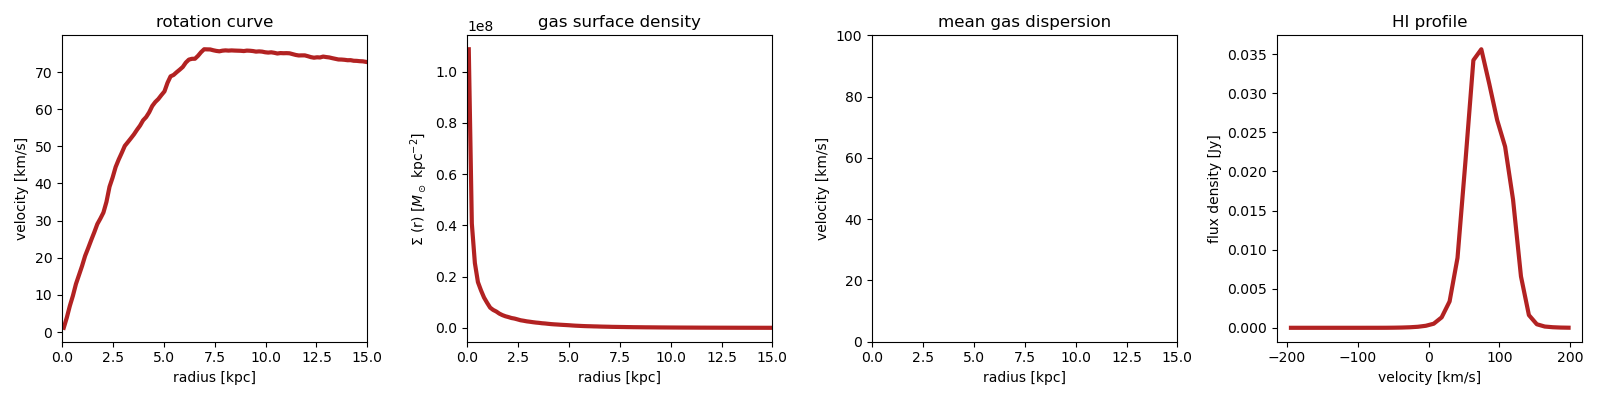 rotation curve
velocity [km/s]
70
60
50
40
30
20
10
0
0.0 2.5 5.0 7.5 10.0 12.5 15.0
radius [kpc]
gas surface density
1e8
Σ (r) [M⊙ kpc⁻²]
1.0
0.8
0.6
0.4
0.2
0.0
0.0 2.5 5.0 7.5 10.0 12.5 15.0
radius [kpc]
mean gas dispersion
velocity [km/s]
100
80
60
40
20
0
0.0 2.5 5.0 7.5 10.0 12.5 15.0
radius [kpc]
HI profile
flux density [Jy]
0.035
0.030
0.025
0.020
0.015
0.010
0.005
0.000
−200 −100 0 100 200
velocity [km/s]